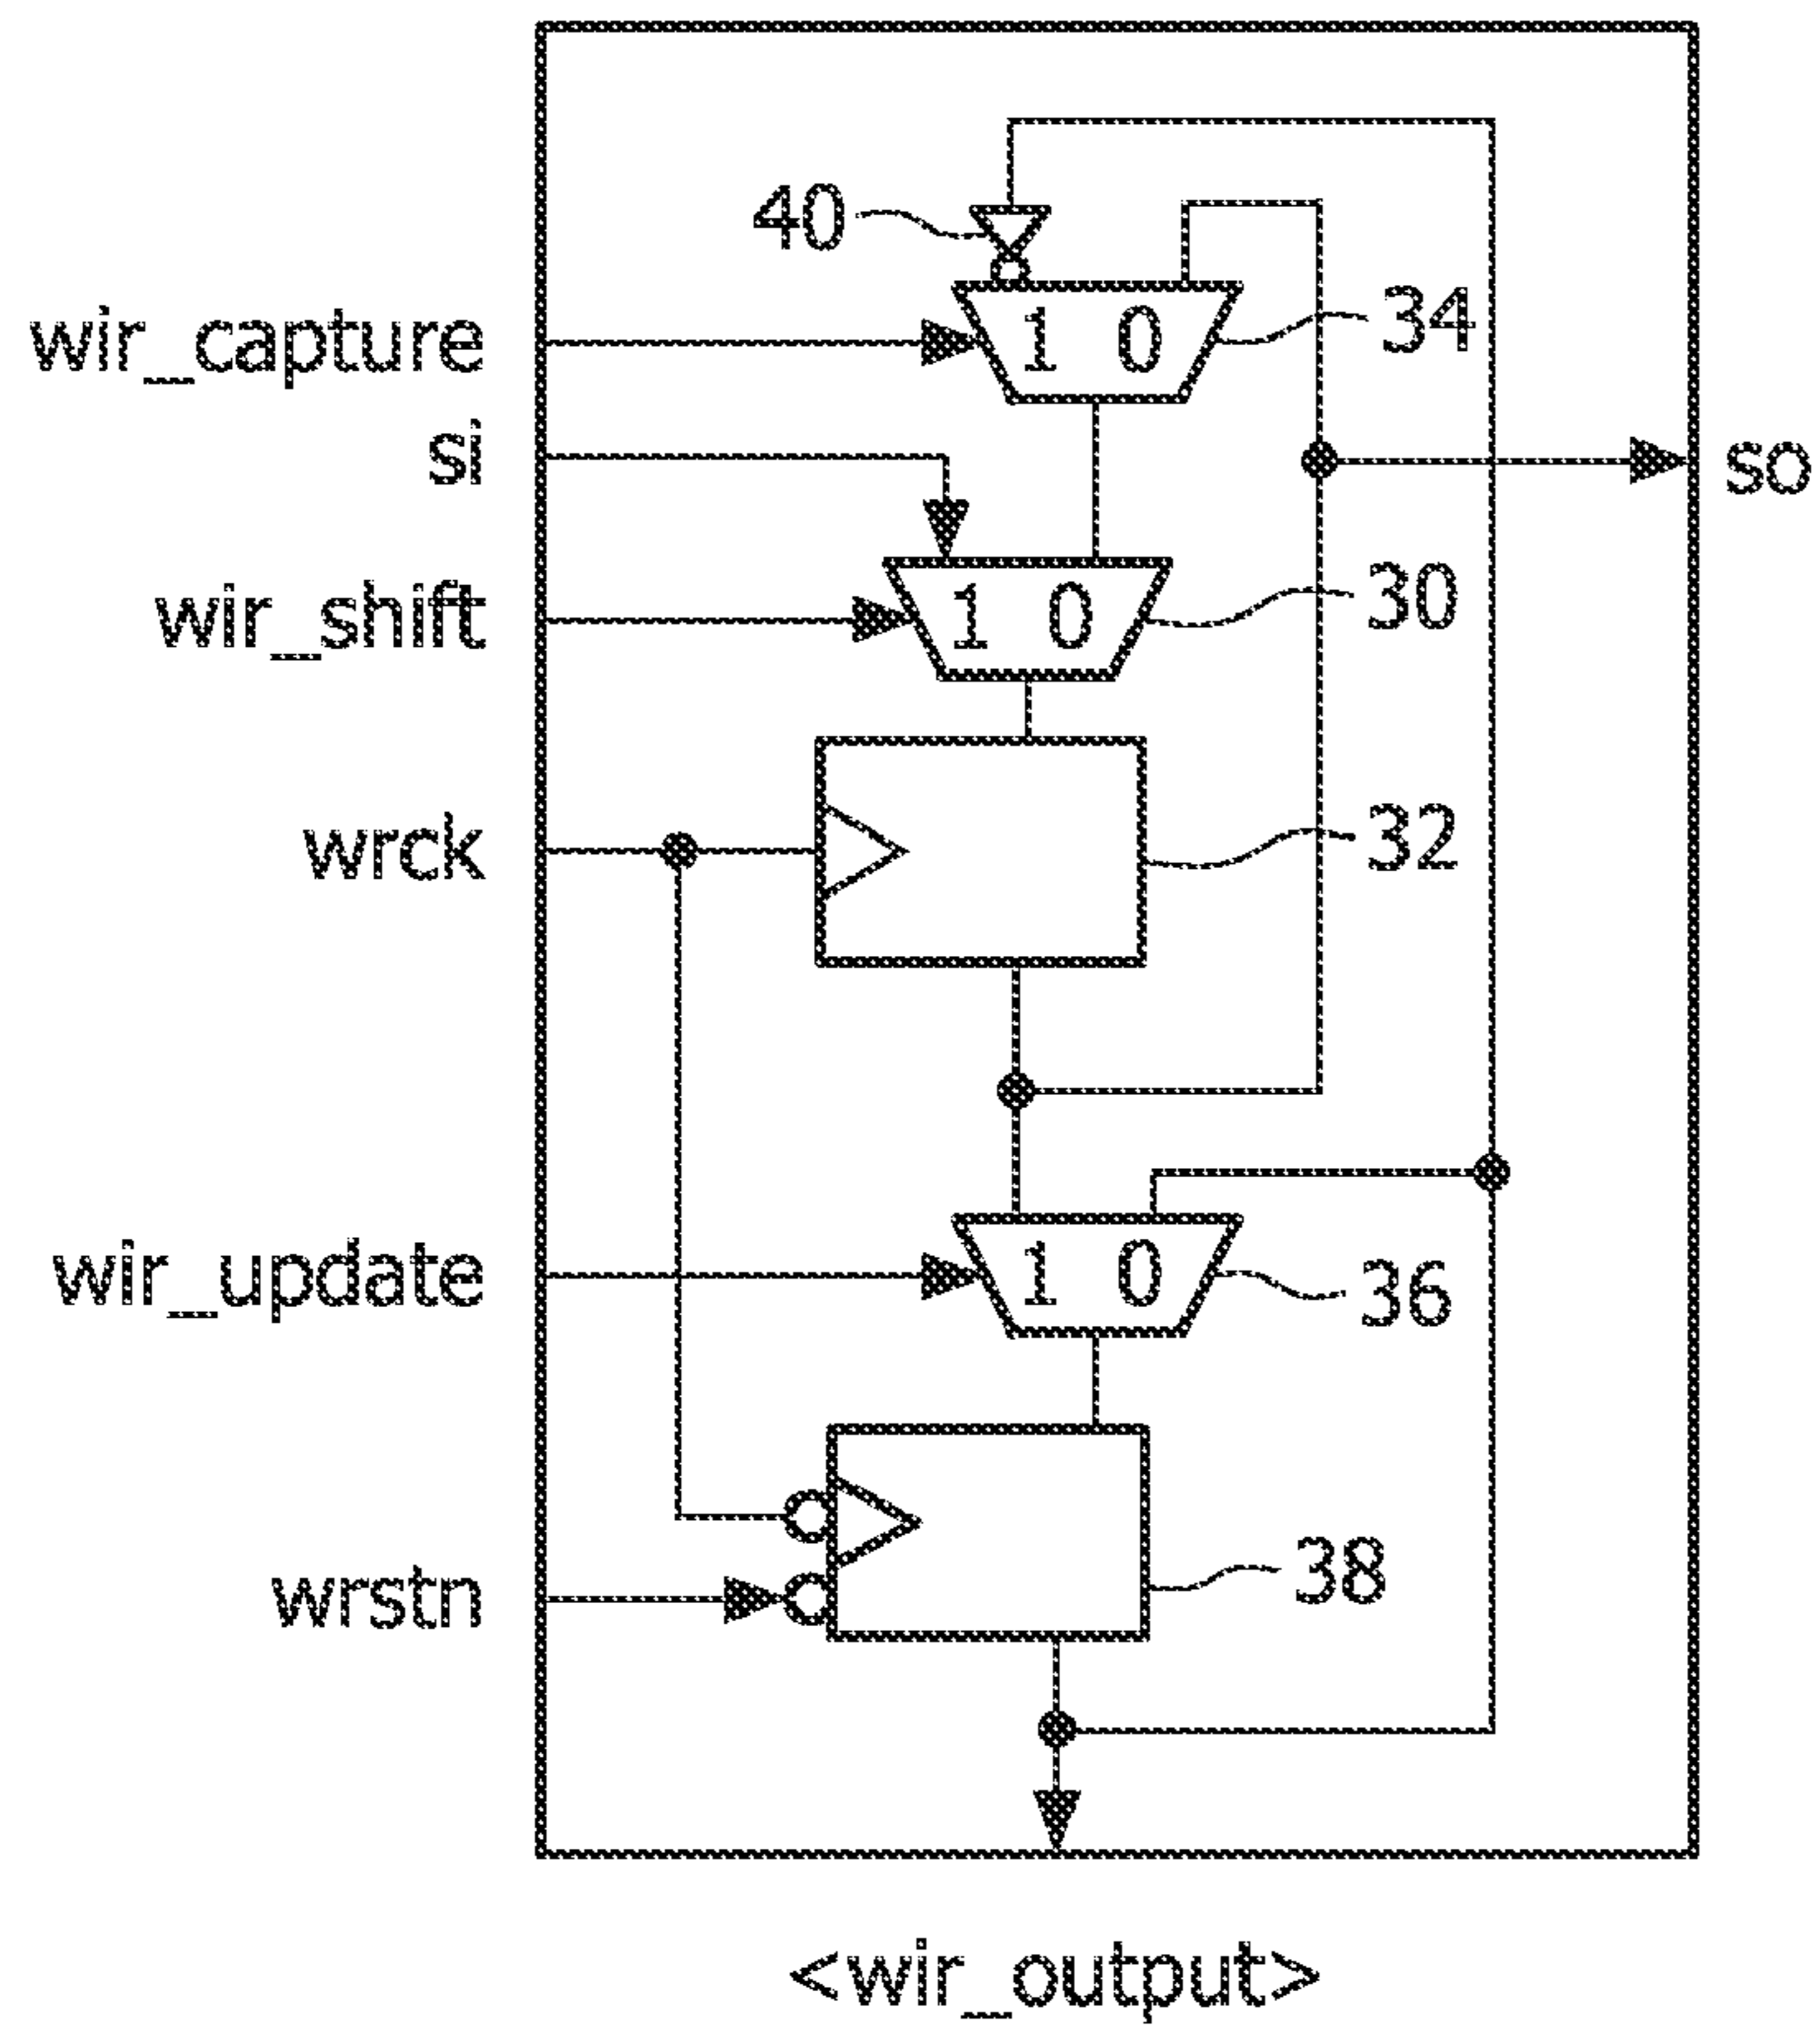 40
1 0
34
wir_capture
si
so
wir_shift
1 0
30
wrck
32
wir_update
1 0
36
wrstn
38
<wir_output>